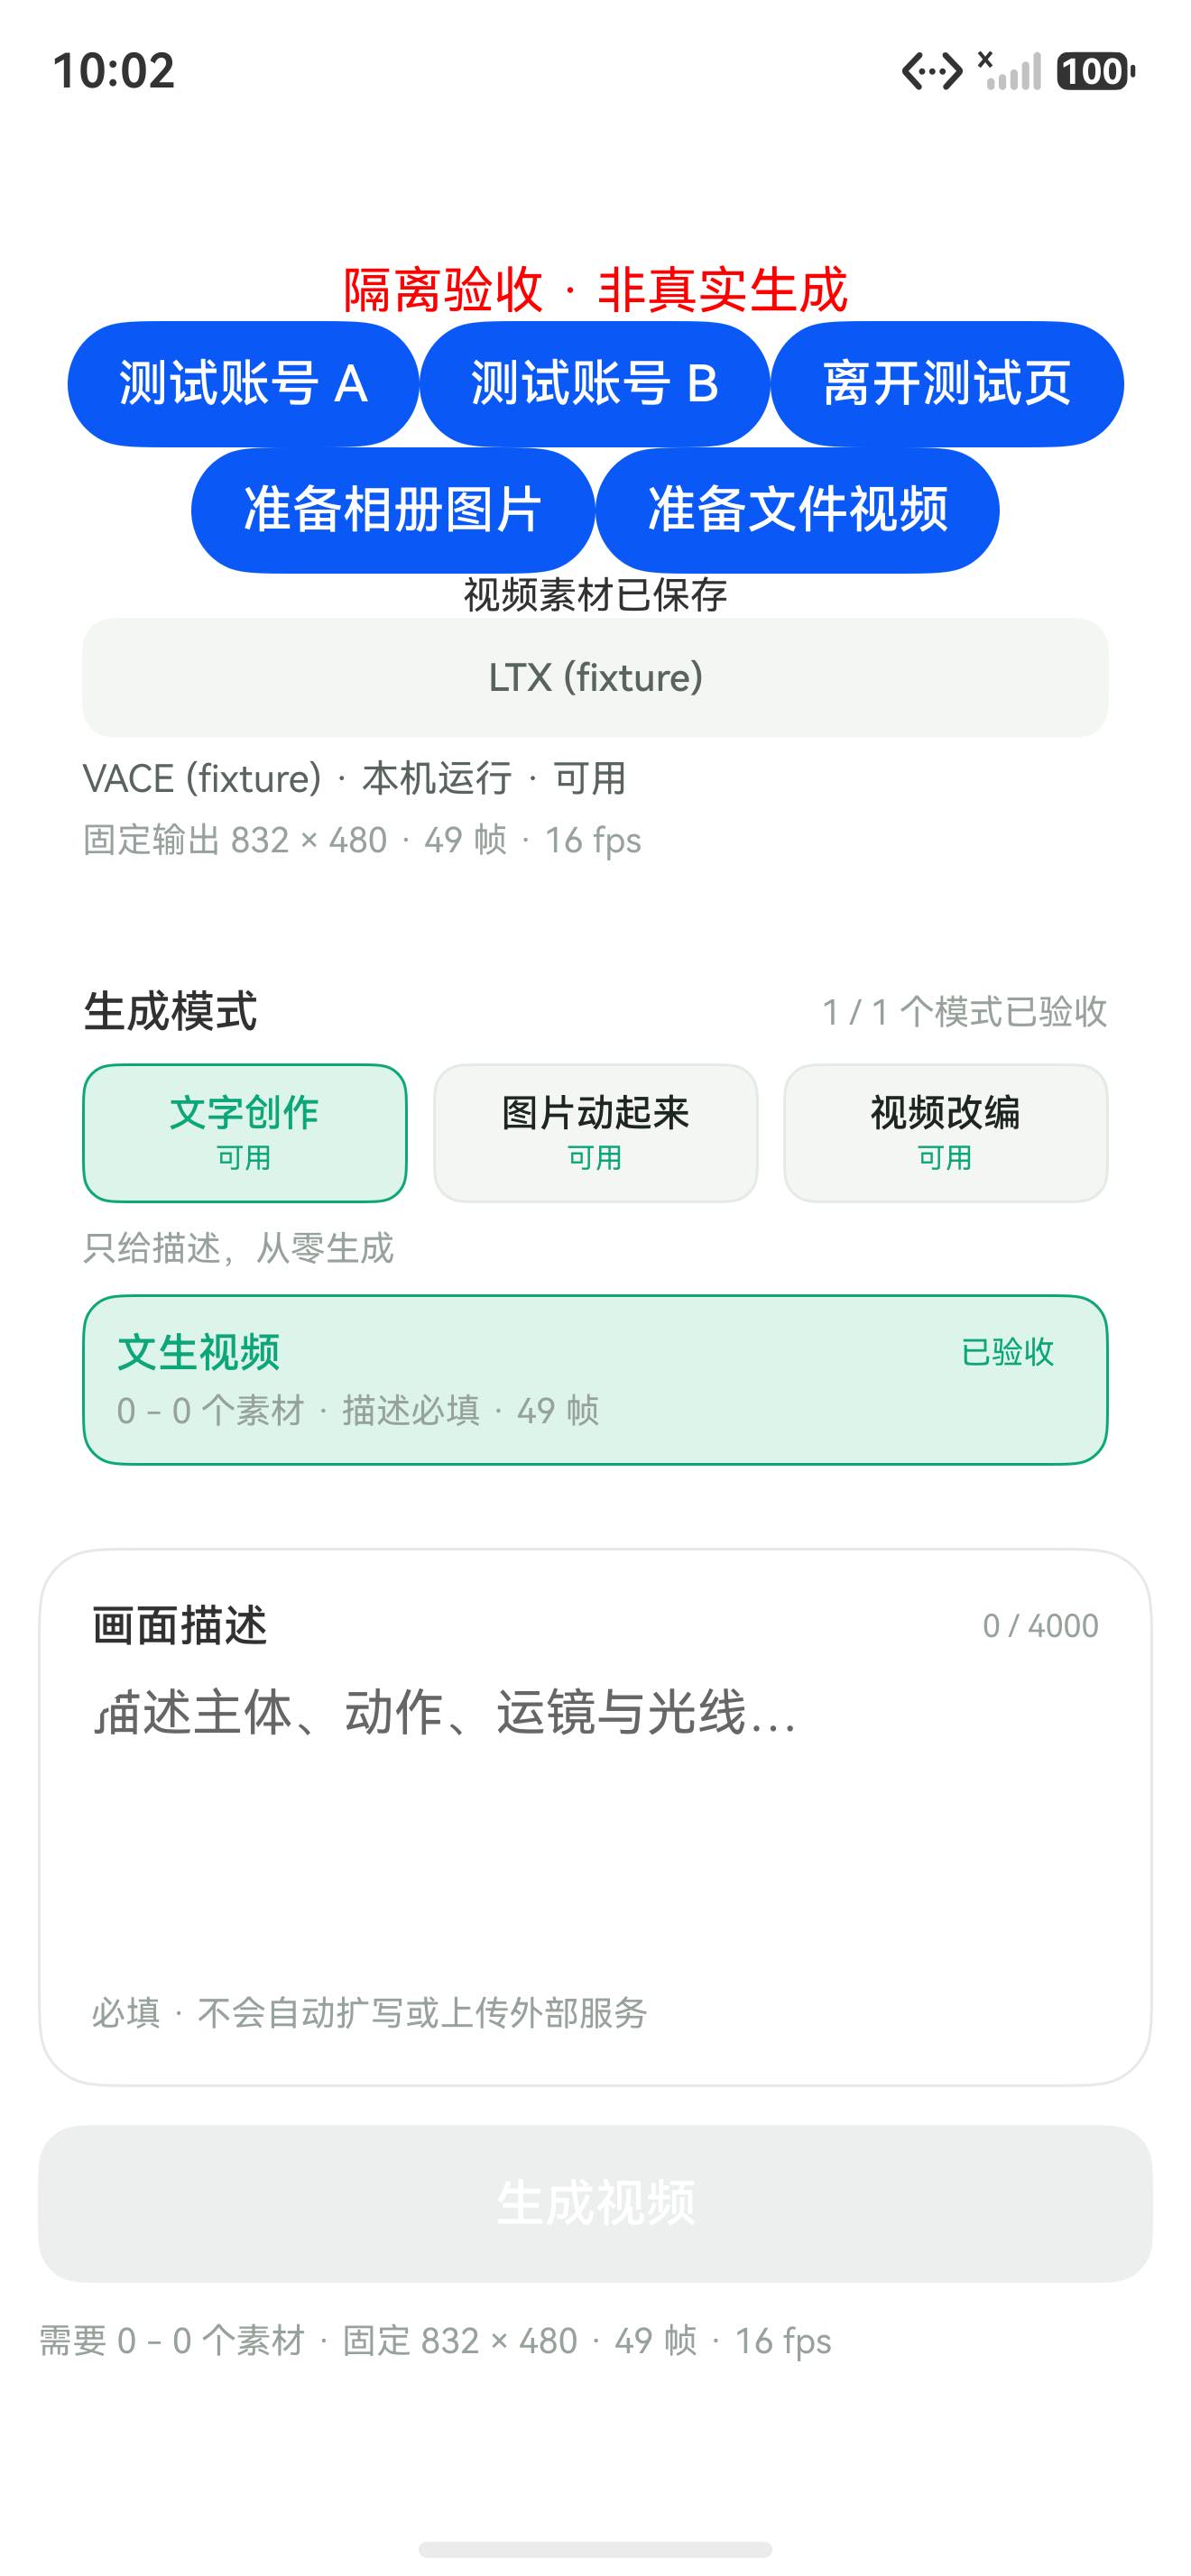 10:02
100
隔离验收 · 非真实生成
测试账号 A 测试账号 B 离开测试页
准备相册图片 准备文件视频
视频素材已保存
LTX (fixture)
VACE (fixture) · 本机运行 · 可用
固定输出 832 × 480 · 49 帧 · 16 fps
生成模式 1 / 1 个模式已验收
文字创作 图片动起来 视频改编
可用 可用 可用
只给描述，从零生成
文生视频 已验收
0 – 0 个素材 · 描述必填 · 49 帧
画面描述 0 / 4000
描述主体、动作、运镜与光线…
必填 · 不会自动扩写或上传外部服务
生成视频
需要 0 – 0 个素材 · 固定 832 × 480 · 49 帧 · 16 fps